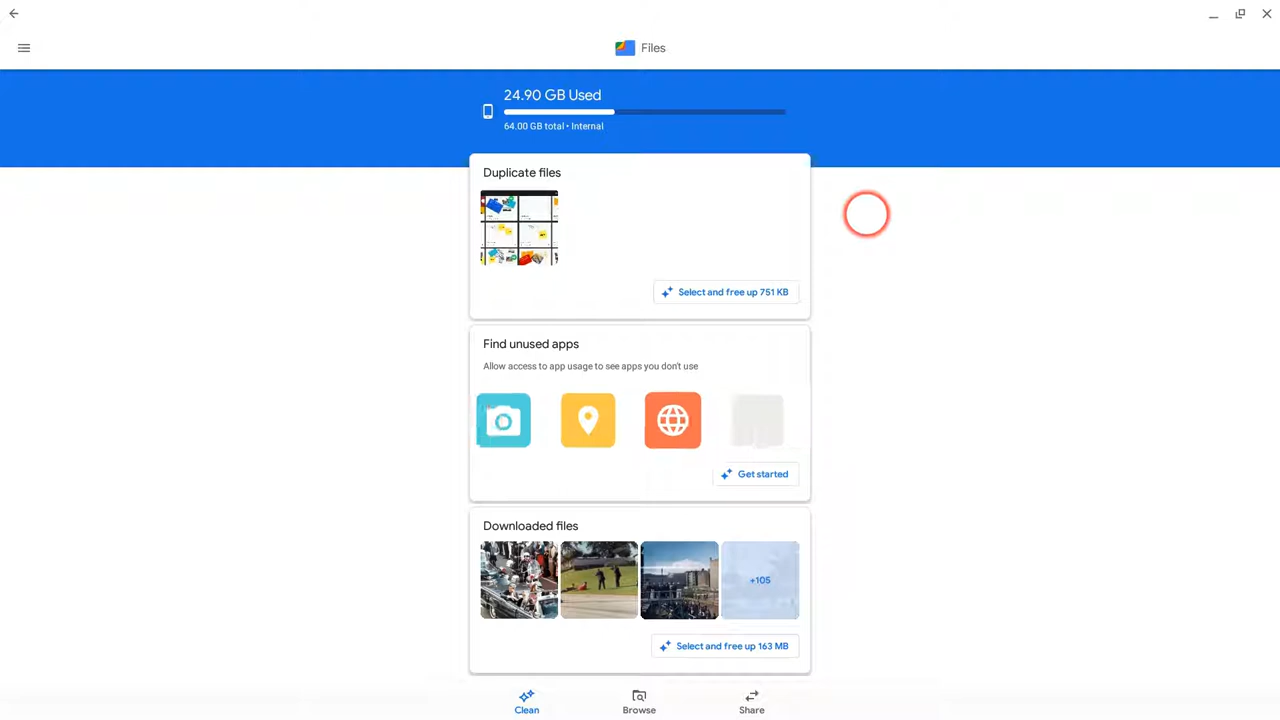 Files
24.90 GB Used
64.00 GB total • Internal
Duplicate files
Select and free up 751 KB
Find unused apps
Allow access to app usage to see apps you don't use
Get started
Downloaded files
+105
Select and free up 163 MB
Clean
Browse
Share